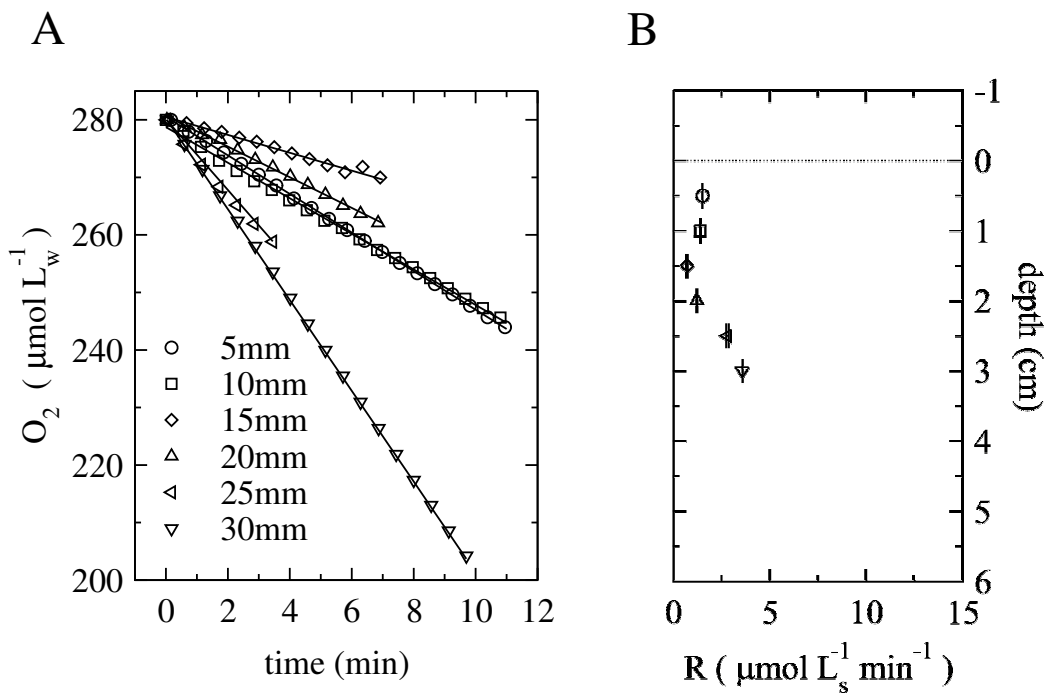 A
B
280
260
240
220
200
O2 ( μmol Lw-1 )
5mm
10mm
15mm
20mm
25mm
30mm
0 2 4 6 8 10 12
time (min)
-1
0
1
2
3
4
5
6
depth (cm)
0 5 10 15
R ( μmol Ls-1 min-1 )